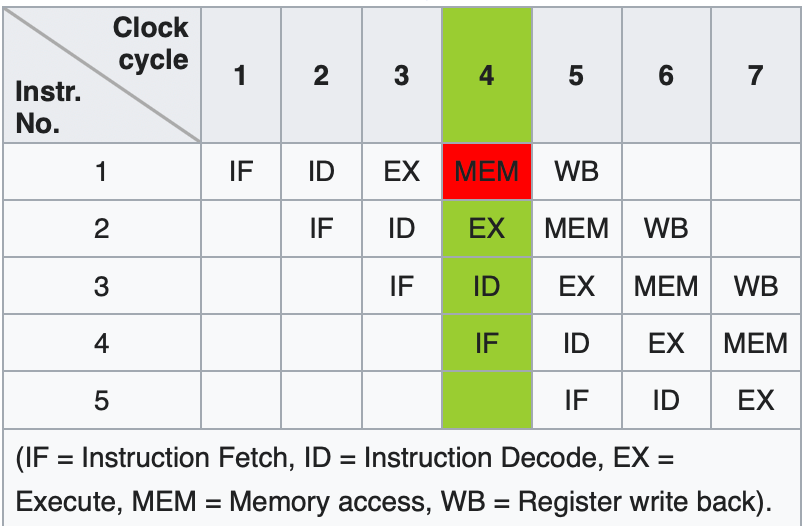 Clock
cycle
Instr.
No.
1 2 3 4 5 6 7
1 IF ID EX MEM WB
2 IF ID EX MEM WB
3 IF ID EX MEM WB
4 IF ID EX MEM
5 IF ID EX
(IF = Instruction Fetch, ID = Instruction Decode, EX =
Execute, MEM = Memory access, WB = Register write back).